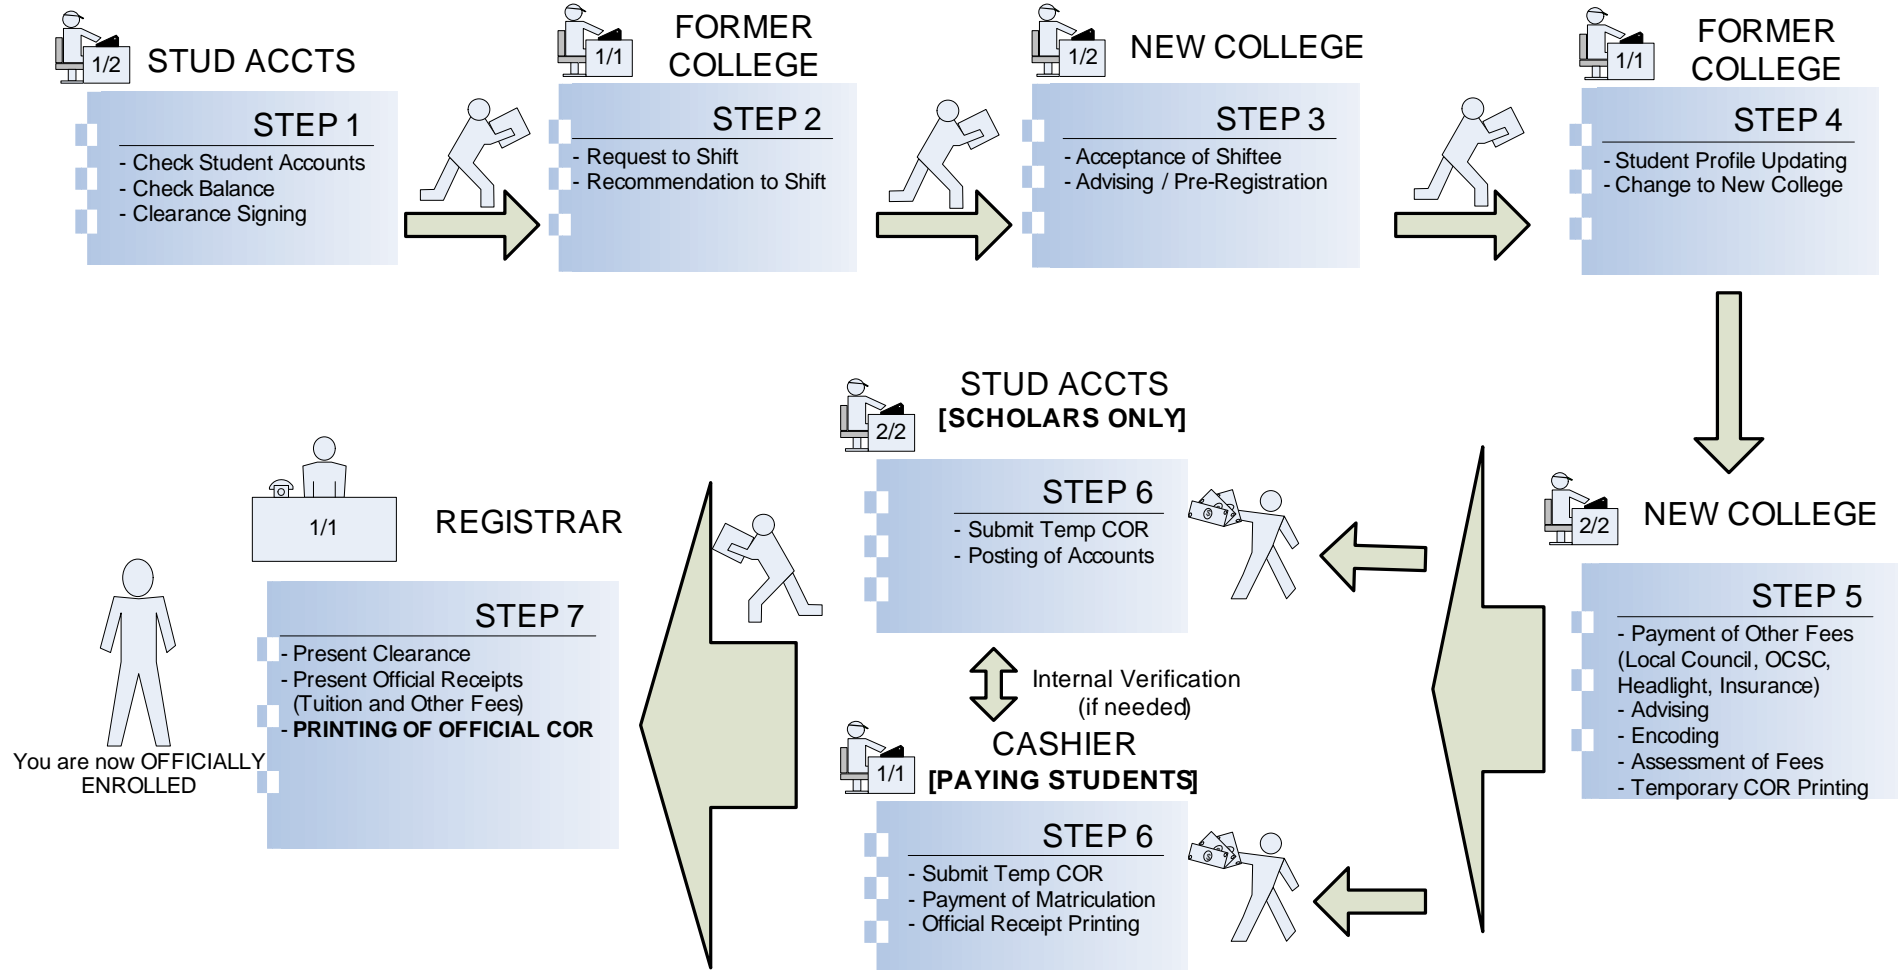 1/2
STUD ACCTS
STEP 1
- Check Student Accounts
- Check Balance
- Clearance Signing
1/1
FORMER
COLLEGE
STEP 2
- Request to Shift
- Recommendation to Shift
1/2
NEW COLLEGE
STEP 3
- Acceptance of Shiftee
- Advising / Pre-Registration
1/1
FORMER
COLLEGE
STEP 4
- Student Profile Updating
- Change to New College
2/2
NEW COLLEGE
STEP 5
- Payment of Other Fees
(Local Council, OCSC,
Headlight, Insurance)
- Advising
- Encoding
- Assessment of Fees
- Temporary COR Printing
2/2
STUD ACCTS
[SCHOLARS ONLY]
STEP 6
- Submit Temp COR
- Posting of Accounts
Internal Verification
(if needed)
1/1
CASHIER
[PAYING STUDENTS]
STEP 6
- Submit Temp COR
- Payment of Matriculation
- Official Receipt Printing
1/1
REGISTRAR
STEP 7
- Present Clearance
- Present Official Receipts
(Tuition and Other Fees)
- PRINTING OF OFFICIAL COR
You are now OFFICIALLY
ENROLLED